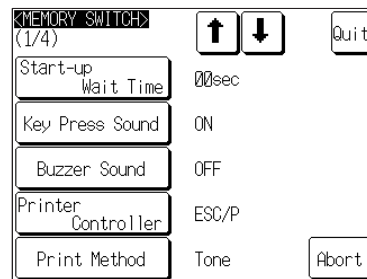 <MEMORY SWITCH>
(1/4)
Quit
Start-up
Wait Time
00sec
Key Press Sound
ON
Buzzer Sound
OFF
Printer
Controller
ESC/P
Print Method
Tone
Abort